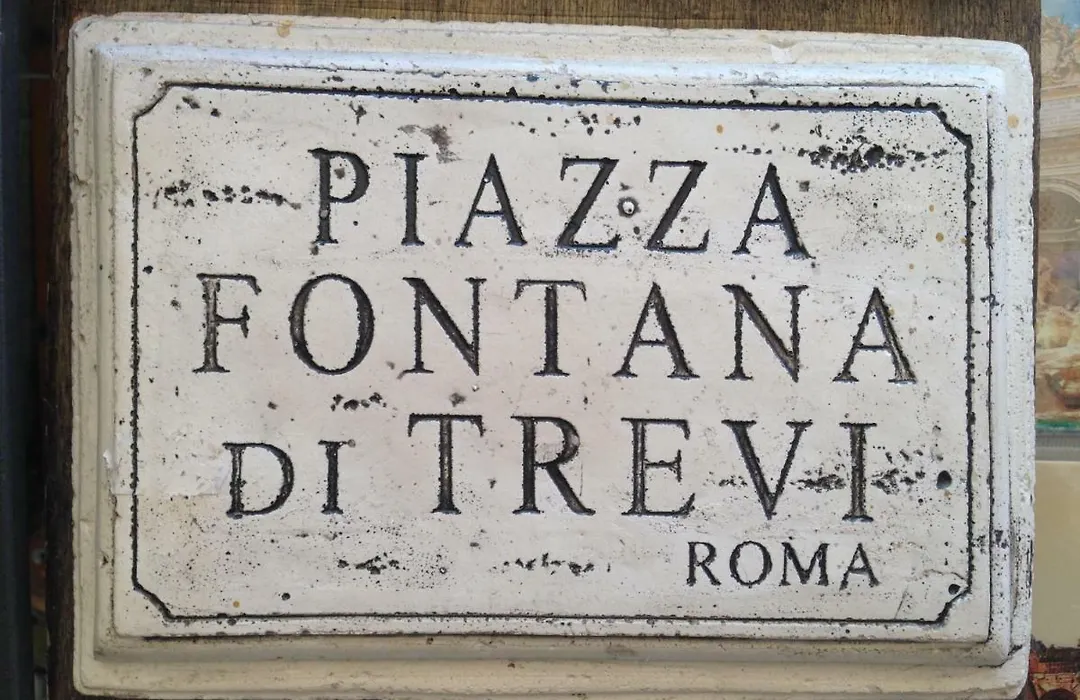 PIAZZA
FONTANA
DI TREVI
ROMA